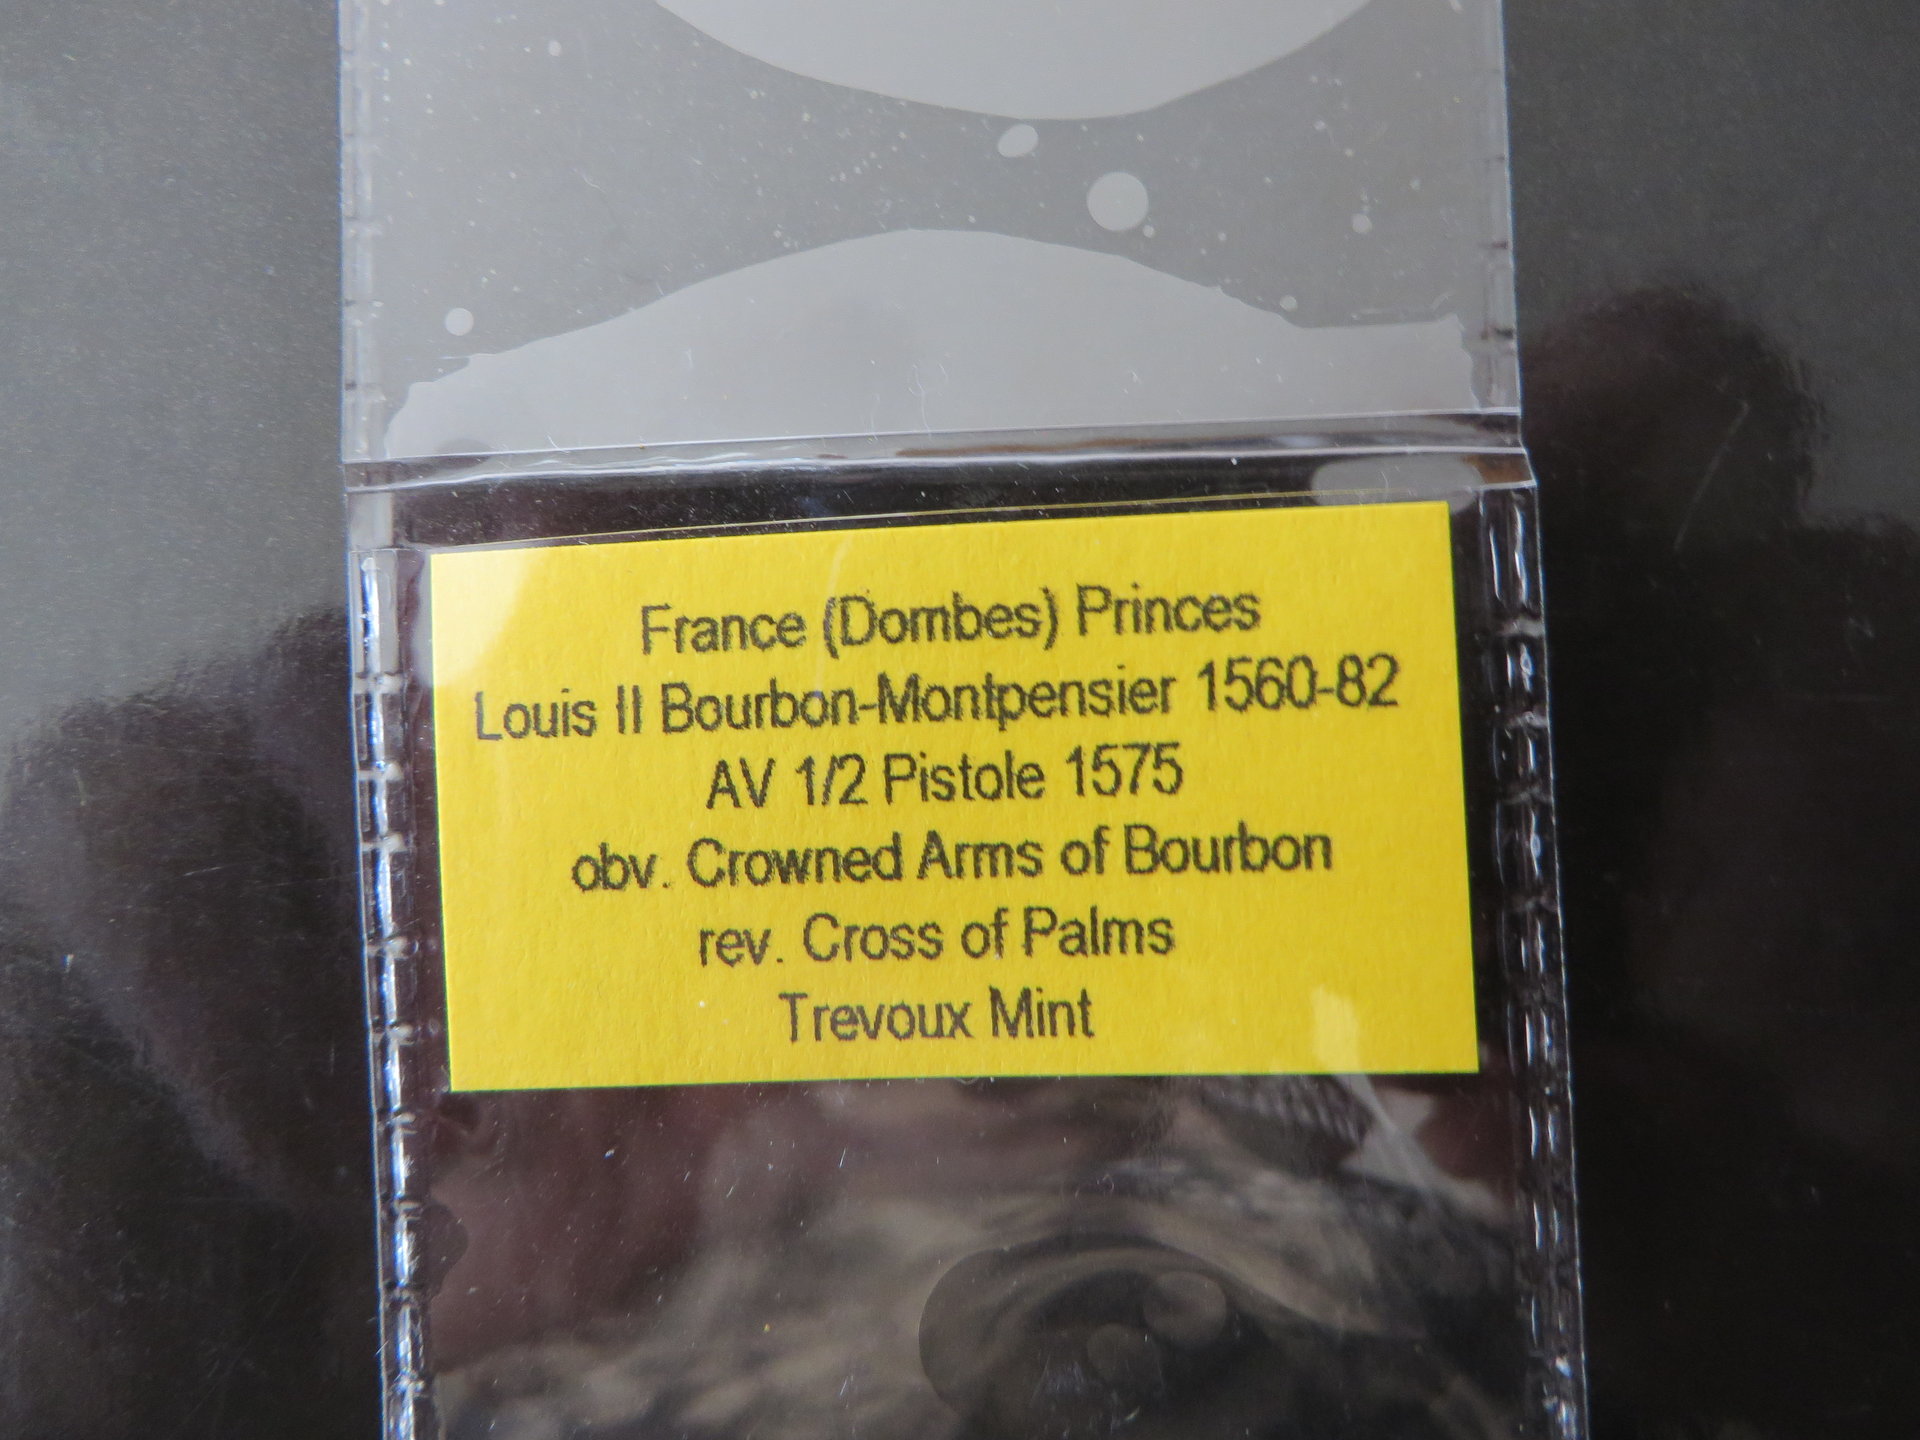 France (Dombes) Princes
Louis II Bourbon-Montpensier 1560-82
AV 1/2 Pistole 1575
obv. Crowned Arms of Bourbon
rev. Cross of Palms
Trevoux Mint